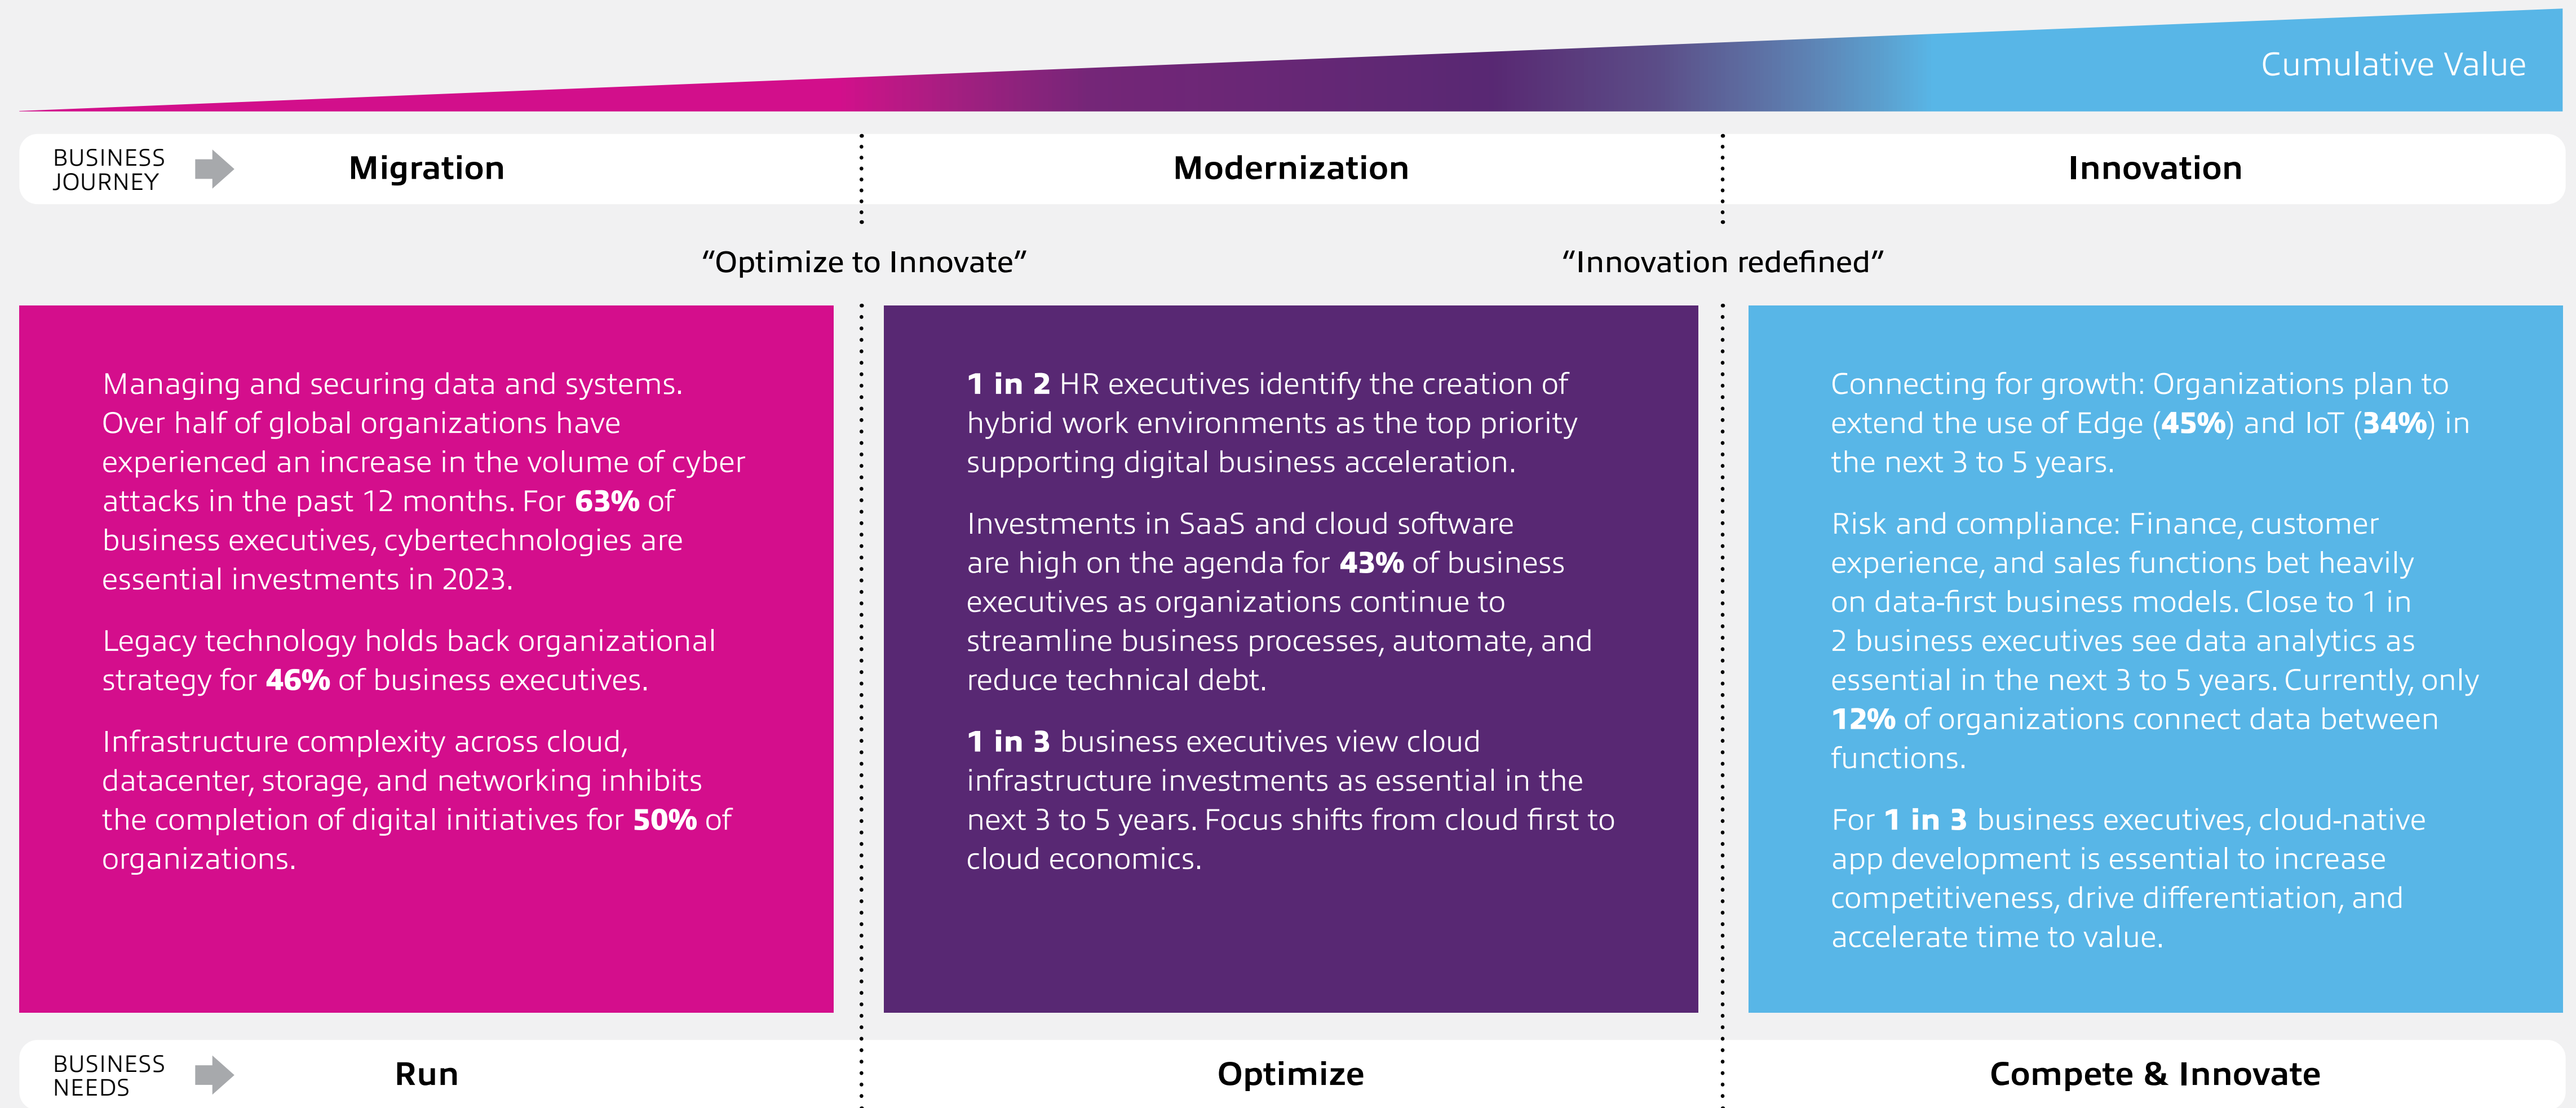 Cumulative Value
BUSINESS
JOURNEY
Migration
Modernization
Innovation
“Optimize to Innovate”
“Innovation redefined”
Managing and securing data and systems.
Over half of global organizations have
experienced an increase in the volume of cyber
attacks in the past 12 months. For 63% of
business executives, cybertechnologies are
essential investments in 2023.
Legacy technology holds back organizational
strategy for 46% of business executives.
Infrastructure complexity across cloud,
datacenter, storage, and networking inhibits
the completion of digital initiatives for 50% of
organizations.
1 in 2 HR executives identify the creation of
hybrid work environments as the top priority
supporting digital business acceleration.
Investments in SaaS and cloud software
are high on the agenda for 43% of business
executives as organizations continue to
streamline business processes, automate, and
reduce technical debt.
1 in 3 business executives view cloud
infrastructure investments as essential in the
next 3 to 5 years. Focus shifts from cloud first to
cloud economics.
Connecting for growth: Organizations plan to
extend the use of Edge (45%) and IoT (34%) in
the next 3 to 5 years.
Risk and compliance: Finance, customer
experience, and sales functions bet heavily
on data-first business models. Close to 1 in
2 business executives see data analytics as
essential in the next 3 to 5 years. Currently, only
12% of organizations connect data between
functions.
For 1 in 3 business executives, cloud-native
app development is essential to increase
competitiveness, drive differentiation, and
accelerate time to value.
BUSINESS
NEEDS
Run
Optimize
Compete & Innovate